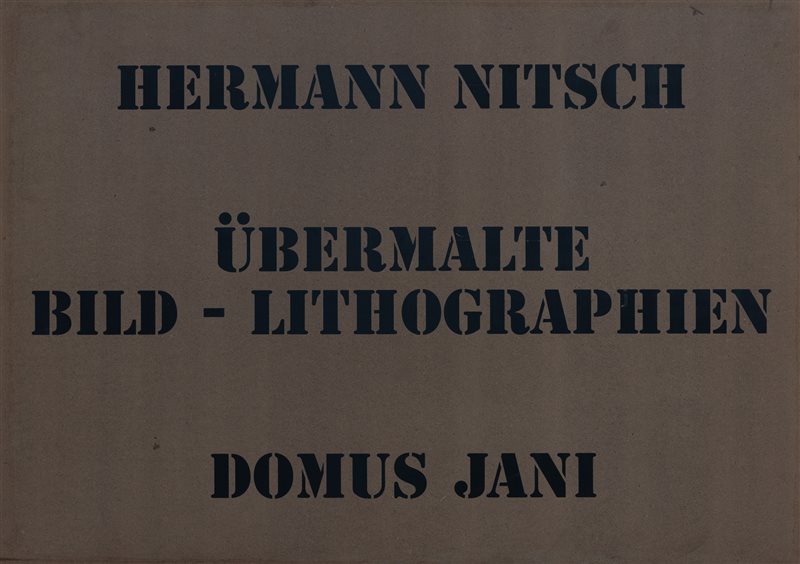 HERMANN NITSCH
ÜBERMALTE
BILD - LITHOGRAPHIEN
DOMUS JANI